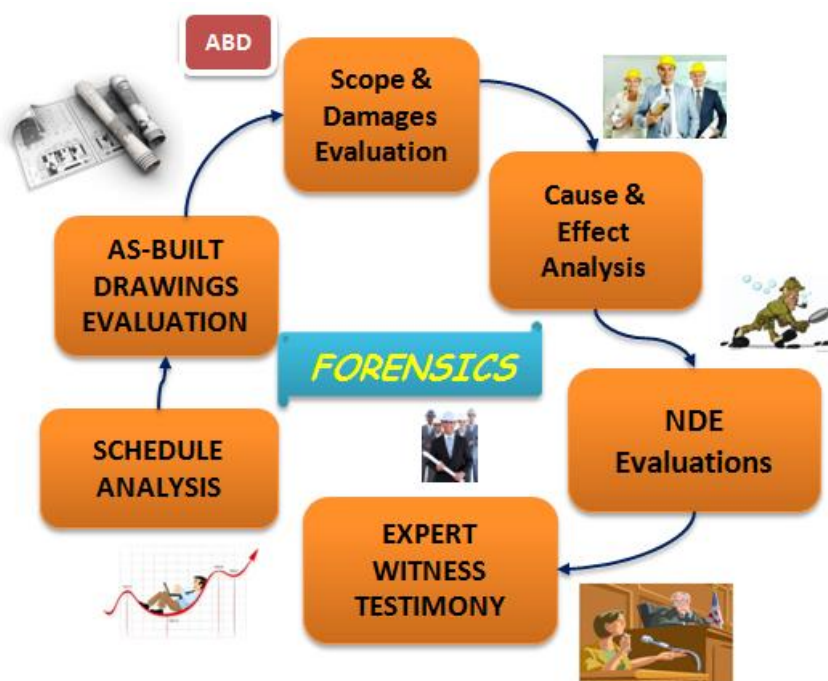 ABD
Scope &
Damages
Evaluation
Cause &
Effect
Analysis
AS-BUILT
DRAWINGS
EVALUATION
FORENSICS
NDE
Evaluations
SCHEDULE
ANALYSIS
EXPERT
WITNESS
TESTIMONY